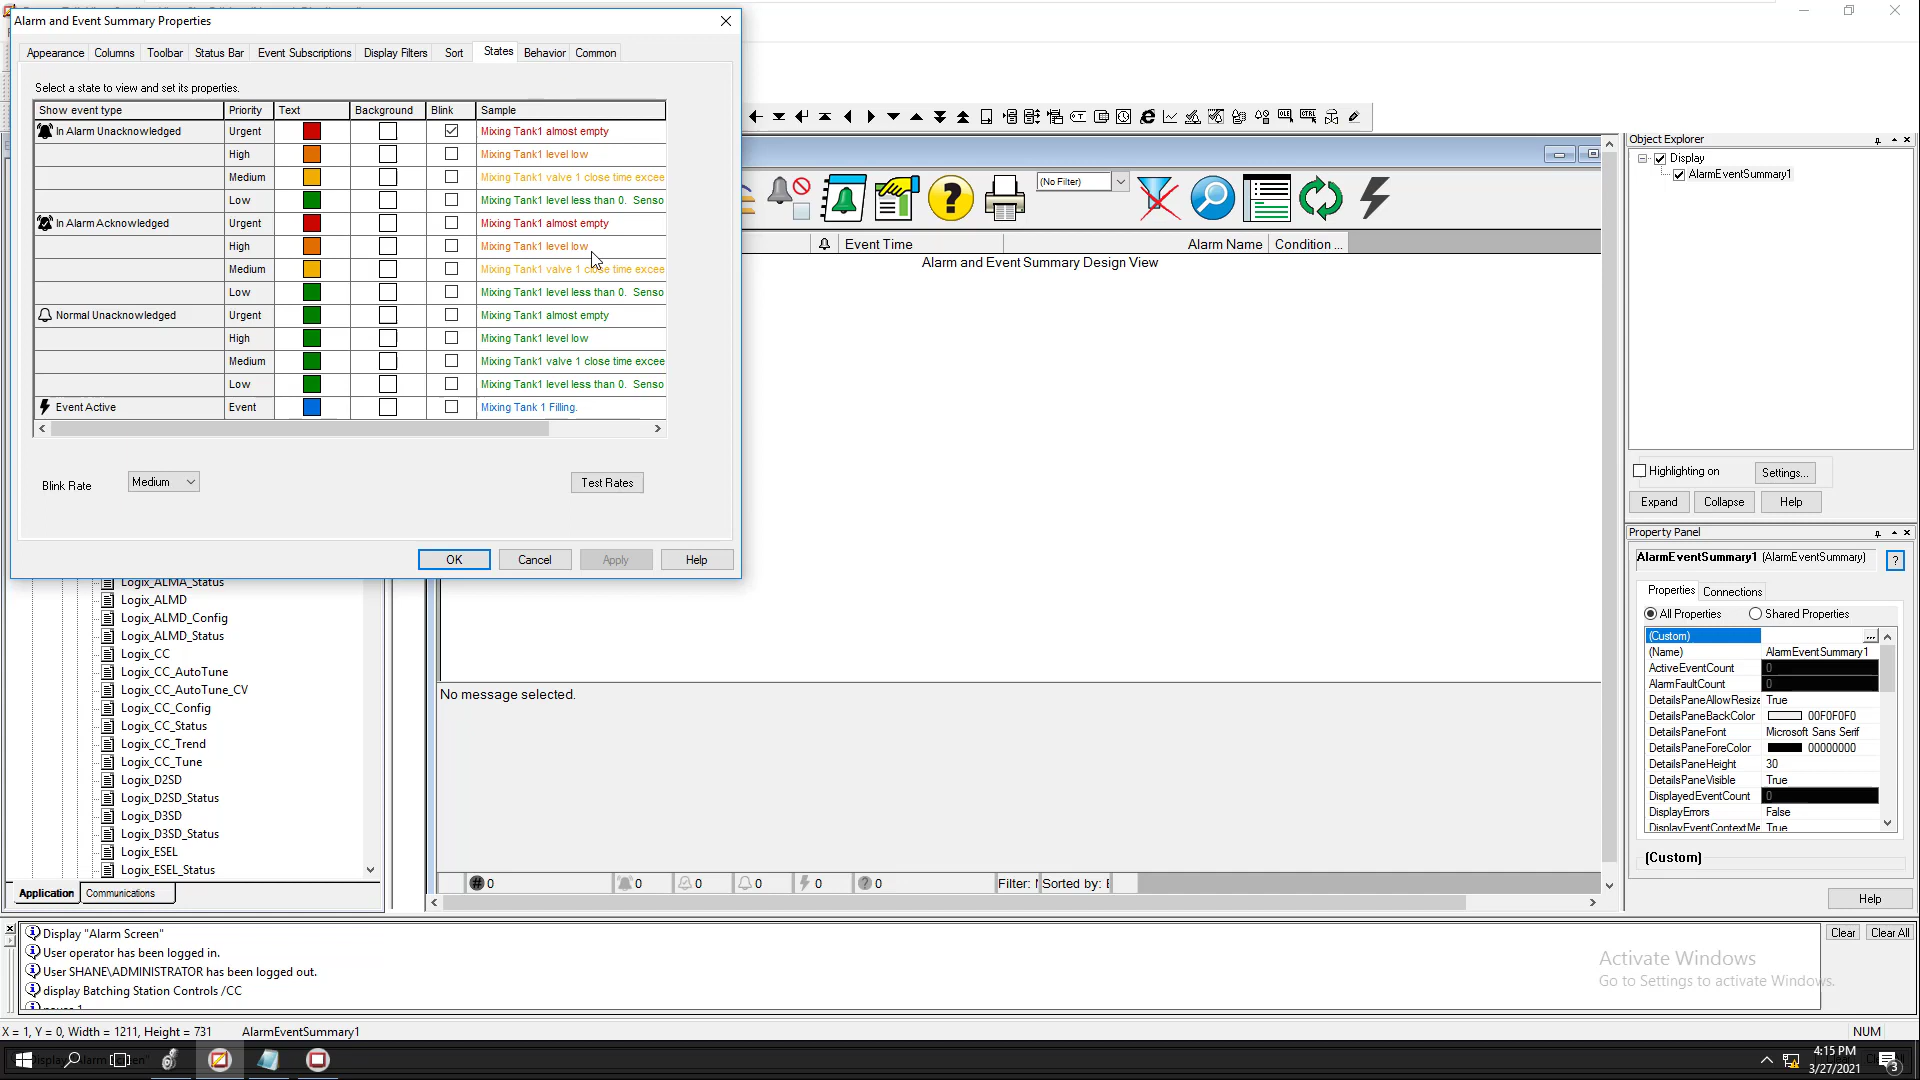 Alarm and Event Summary Properties
Appearance Columns Toolbar Status Bar Event Subscriptions Display Filters Sort States Behavior Common
Select a state to view and set its properties.
Show event type Priority Text Background Blink Sample
In Alarm Unacknowledged Urgent Mixing Tank1 almost empty
High Mixing Tank1 level low
Medium Mixing Tank1 valve 1 close time excee
Low Mixing Tank1 level less than 0. Senso
In Alarm Acknowledged Urgent Mixing Tank1 almost empty
High Mixing Tank1 level low
Medium Mixing Tank1 valve 1 close time excee
Low Mixing Tank1 level less than 0. Senso
Normal Unacknowledged Urgent Mixing Tank1 almost empty
High Mixing Tank1 level low
Medium Mixing Tank1 valve 1 close time excee
Low Mixing Tank1 level less than 0. Senso
Event Active Event Mixing Tank 1 Filling.
Blink Rate Medium Test Rates
OK Cancel Apply Help
(No Filter)
Event Time Alarm Name Condition ...
Alarm and Event Summary Design View
No message selected.
0 0 0 0 0 0 Filter: Sorted by:
Logix_ALMA_Status
Logix_ALMD
Logix_ALMD_Config
Logix_ALMD_Status
Logix_CC
Logix_CC_AutoTune
Logix_CC_AutoTune_CV
Logix_CC_Config
Logix_CC_Status
Logix_CC_Trend
Logix_CC_Tune
Logix_D2SD
Logix_D2SD_Status
Logix_D3SD
Logix_D3SD_Status
Logix_ESEL
Logix_ESEL_Status
Application Communications
Object Explorer
Display
AlarmEventSummary1
Highlighting on Settings...
Expand Collapse Help
Property Panel
AlarmEventSummary1 (AlarmEventSummary) ?
Properties Connections
All Properties Shared Properties
(Custom) ...
(Name) AlarmEventSummary1
ActiveEventCount 0
AlarmFaultCount 0
DetailsPaneAllowResize True
DetailsPaneBackColor 00F0F0F0
DetailsPaneFont Microsoft Sans Serif
DetailsPaneForeColor 00000000
DetailsPaneHeight 30
DetailsPaneVisible True
DisplayedEventCount 0
DisplayErrors False
DisplayEventContextMe True
(Custom)
Help
Display "Alarm Screen"
User operator has been logged in.
User SHANE\ADMINISTRATOR has been logged out.
display Batching Station Controls /CC
Clear Clear All
Activate Windows
Go to Settings to activate Windows.
X = 1, Y = 0, Width = 1211, Height = 731 AlarmEventSummary1 NUM
4:15 PM
3/27/2021
3